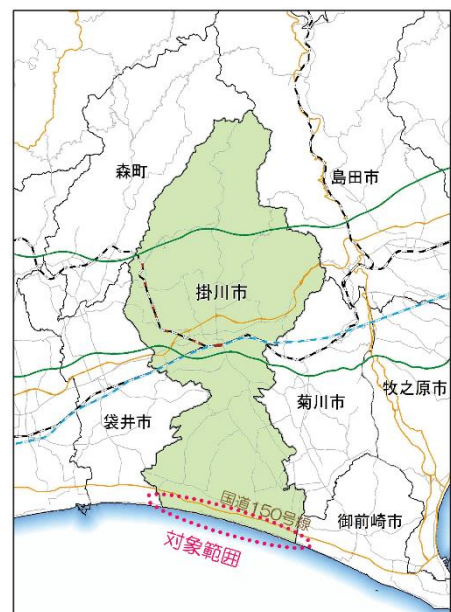 森町
島田市
掛川市
牧之原市
菊川市
袋井市
国道150号線
御前崎市
対象範囲